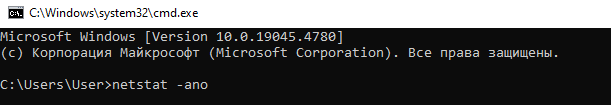 C:\Windows\system32\cmd.exe
Microsoft Windows [Version 10.0.19045.4780]
(c) Корпорация Майкрософт (Microsoft Corporation). Все права защищены.
C:\Users\User>netstat -ano